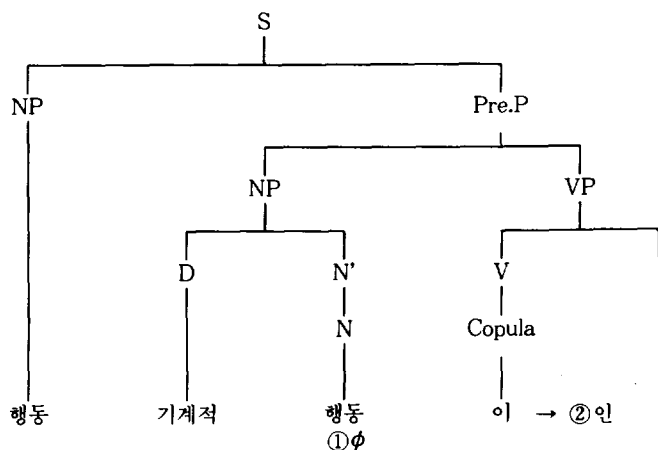 S
NP Pre.P
NP VP
D N' V
N Copula
행동 기계적 행동 이 → ②인
①φ